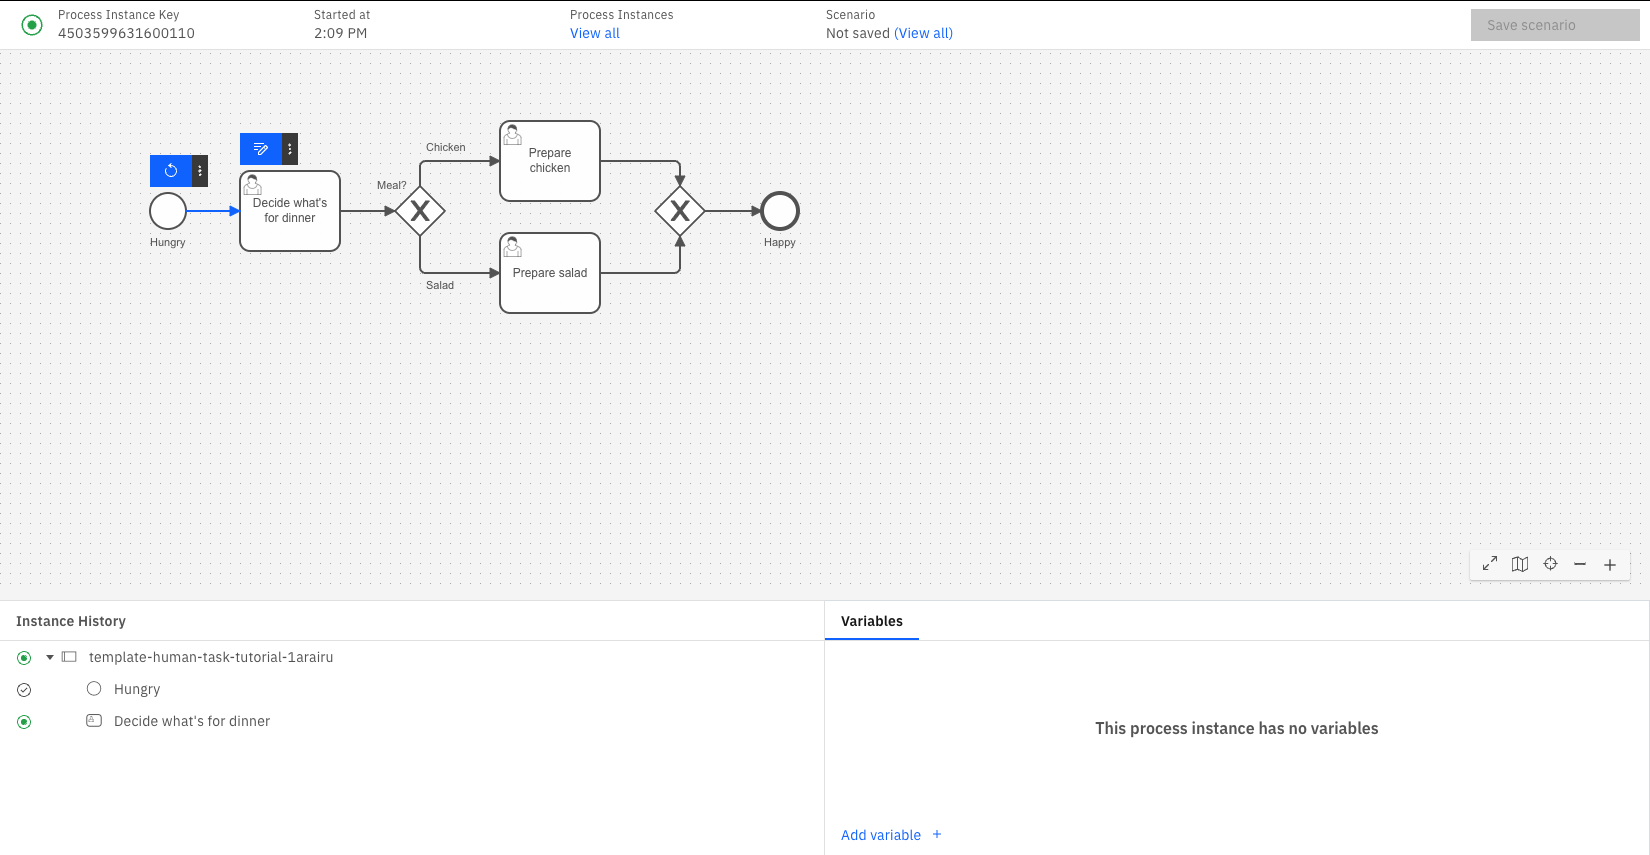 Process Instance Key
4503599631600110
Started at
2:09 PM
Process Instances
View all
Scenario
Not saved (View all)
Save scenario
Chicken
Prepare
chicken
Meal?
Decide what's
for dinner
Hungry
Happy
Prepare salad
Salad
Instance History
template-human-task-tutorial-1arairu
Hungry
Decide what's for dinner
Variables
This process instance has no variables
Add variable +